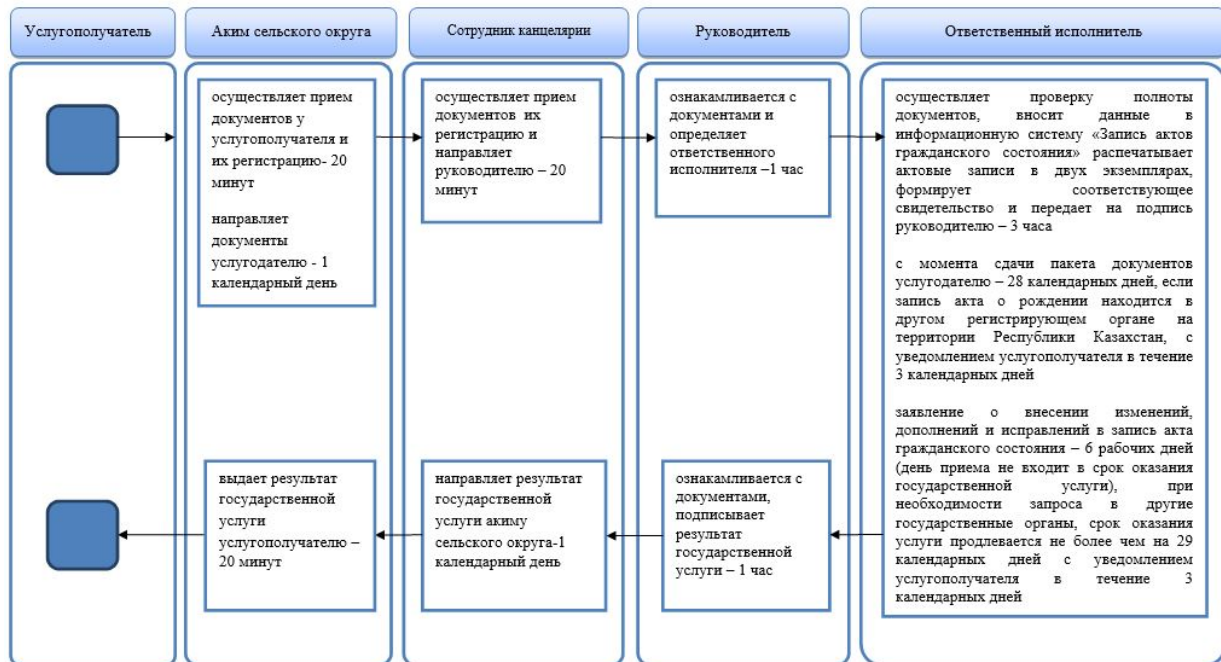 Услугополучатель
Аким сельского округа
Сотрудник канцелярии
Руководитель
Ответственный исполнитель
осуществляет прием
документов у
услугополучателя и
их регистрацию- 20
минут
направляет
документы
услугодателю - 1
календарный день
осуществляет прием
документов их
регистрацию и
направляет
руководителю – 20
минут
ознакамливается с
документами и
определяет
ответственного
исполнителя –1 час
осуществляет проверку полноты
документов, вносит данные в
информационную систему «Запись актов
гражданского состояния» распечатывает
актовые записи в двух экземплярах,
формирует соответствующее
свидетельство и передает на подпись
руководителю – 3 часа
с момента сдачи пакета документов
услугодателю – 28 календарных дней, если
запись акта о рождении находится в
другом регистрирующем органе на
территории Республики Казахстан, с
уведомлением услугополучателя в течение
3 календарных дней
заявление о внесении изменений,
дополнений и исправлений в запись акта
гражданского состояния – 6 рабочих дней
(день приема не входит в срок оказания
государственной услуги), при
необходимости запроса в другие
государственные органы, срок оказания
услуги продлевается не более чем на 29
календарных дней с уведомлением
услугополучателя в течение 3
календарных дней
выдает результат
государственной
услуги
услугополучателю –
20 минут
направляет результат
государственной
услуги акиму
сельского округа-1
календарный день
ознакамливается с
документами,
подписывает
результат
государственной
услуги – 1 час